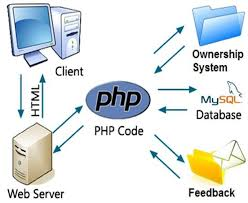 Client
Ownership
System
HTML
php
PHP Code
MySQL
Database
Web Server
Feedback